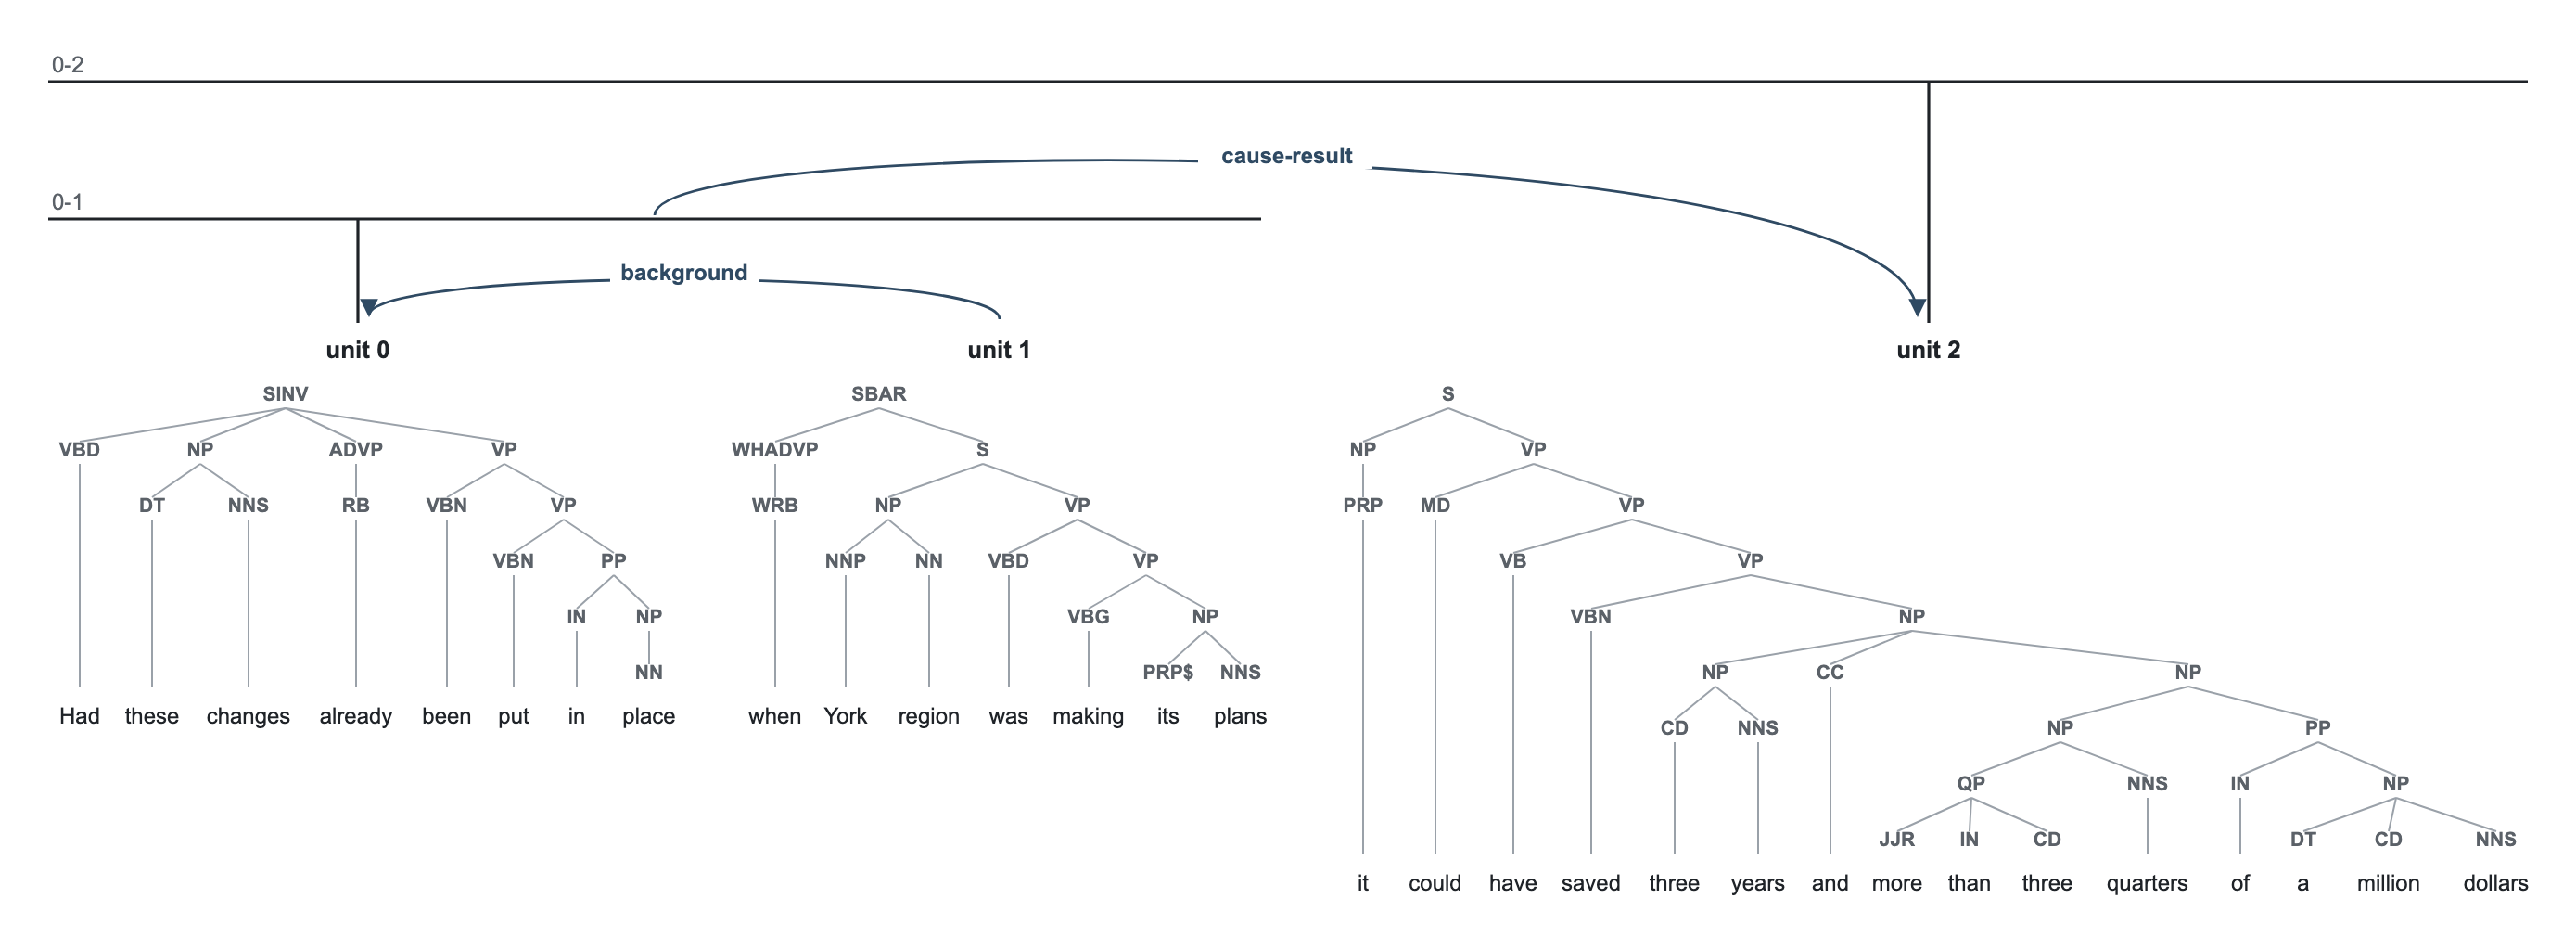 0-2
cause-result
0-1
background
unit 0 unit 1 unit 2
SINV SBAR S
VBD NP ADVP VP WHADVP S NP VP
DT NNS RB VBN VP WRB NP VP PRP MD VP
VBN PP NNP NN VBD VP VB VP
IN NP VBG NP VBN NP
NN PRP$ NNS NP CC NP
Had these changes already been put in place when York region was making its plans
CD NNS NP PP
QP NNS IN NP
JJR IN CD DT CD NNS
it could have saved three years and more than three quarters of a million dollars